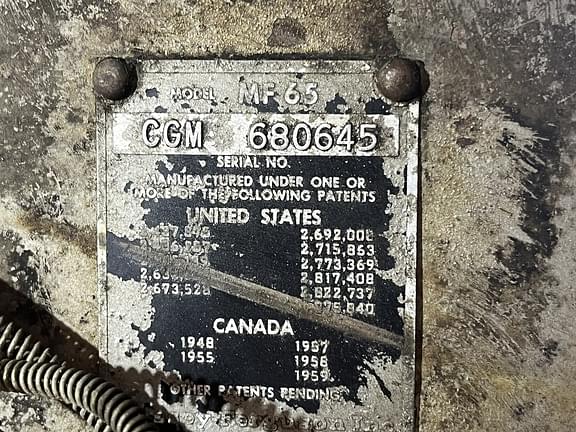 MODEL MF 65
CGM 680645
SERIAL NO.
MANUFACTURED UNDER ONE OR
MORE OF THE FOLLOWING PATENTS
UNITED STATES
2,692,008
2,715,863
2,773,369
2,817,408
2,673,528 2,822,737
CANADA
1948 1957
1955 1958
1959
OTHER PATENTS PENDING